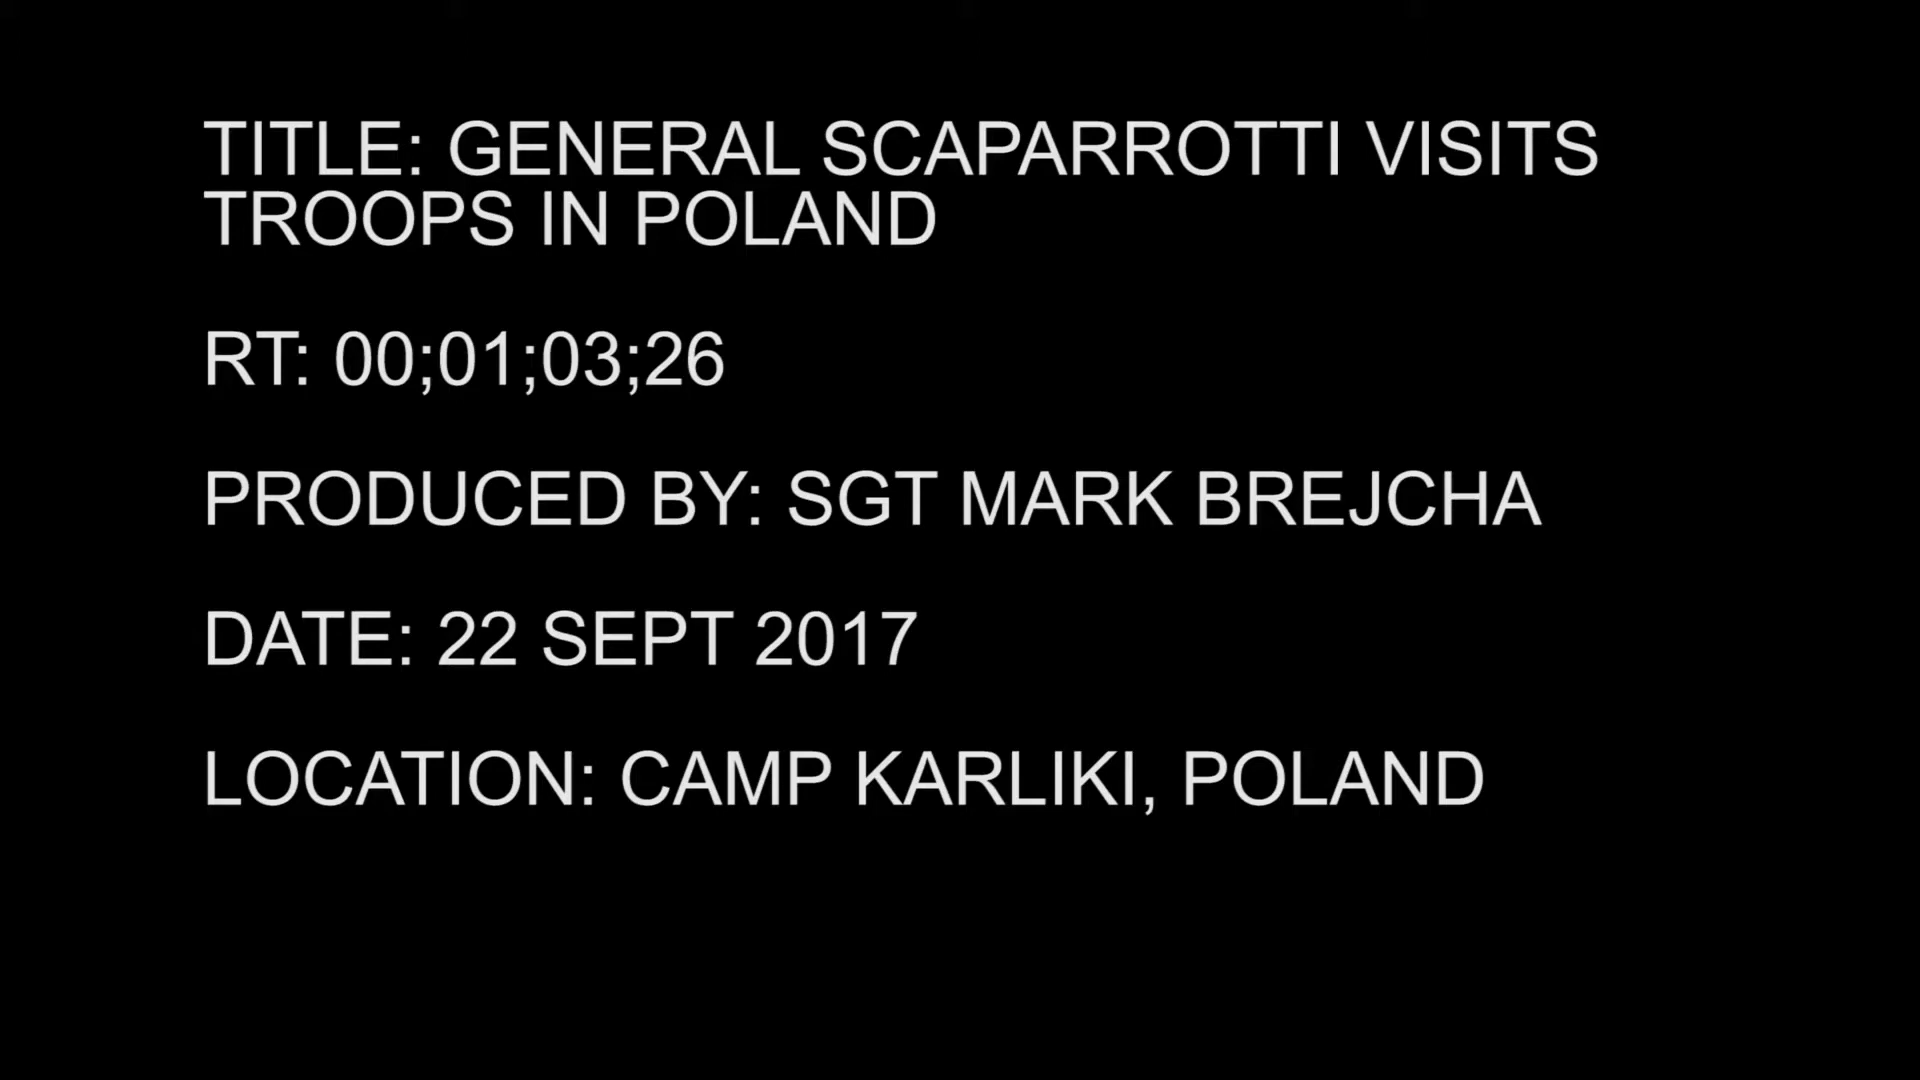 TITLE: GENERAL SCAPARROTTI VISITS
TROOPS IN POLAND
RT: 00;01;03;26
PRODUCED BY: SGT MARK BREJCHA
DATE: 22 SEPT 2017
LOCATION: CAMP KARLIKI, POLAND